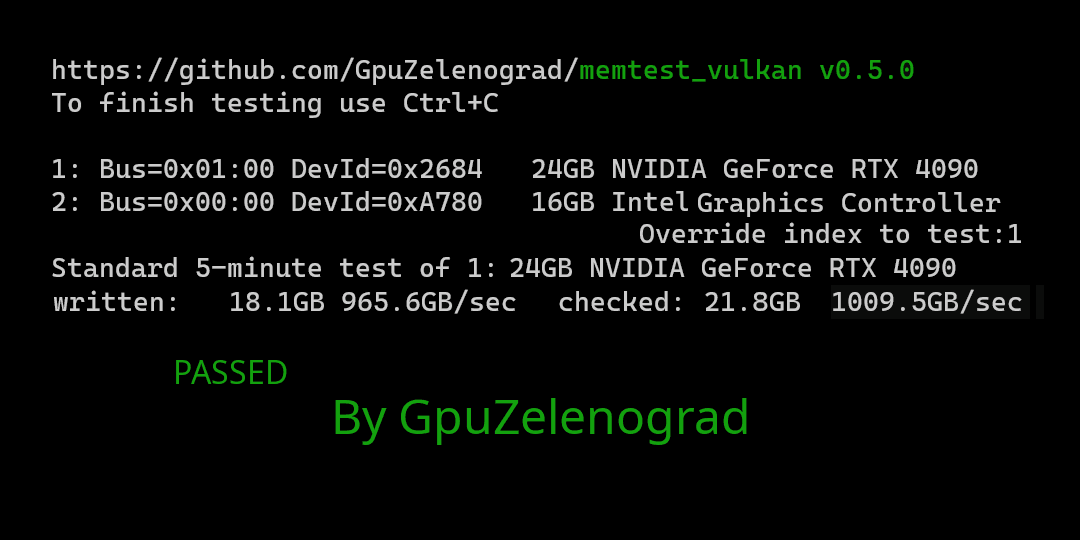 https://github.com/GpuZelenograd/memtest_vulkan v0.5.0
To finish testing use Ctrl+C
1: Bus=0x01:00 DevId=0x2684 24GB NVIDIA GeForce RTX 4090
2: Bus=0x00:00 DevId=0xA780 16GB Intel Graphics Controller
Override index to test:1
Standard 5-minute test of 1: 24GB NVIDIA GeForce RTX 4090
written: 18.1GB 965.6GB/sec checked: 21.8GB 1009.5GB/sec
PASSED
By GpuZelenograd